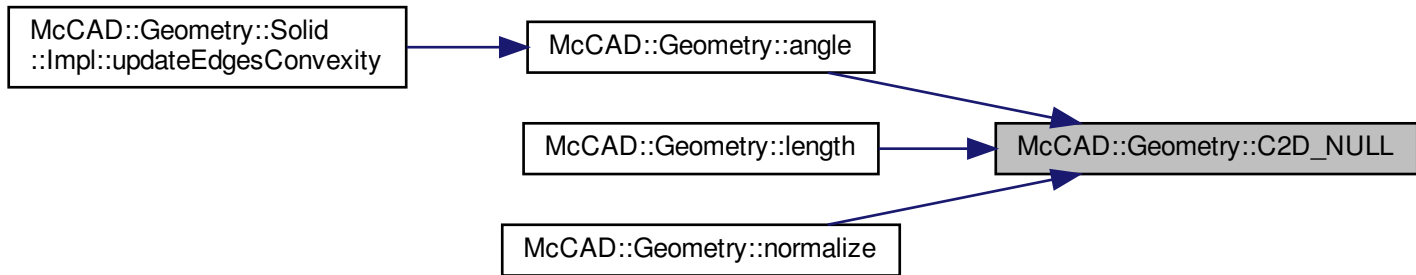 McCAD::Geometry::Solid
::Impl::updateEdgesConvexity
McCAD::Geometry::angle
McCAD::Geometry::length
McCAD::Geometry::C2D_NULL
McCAD::Geometry::normalize